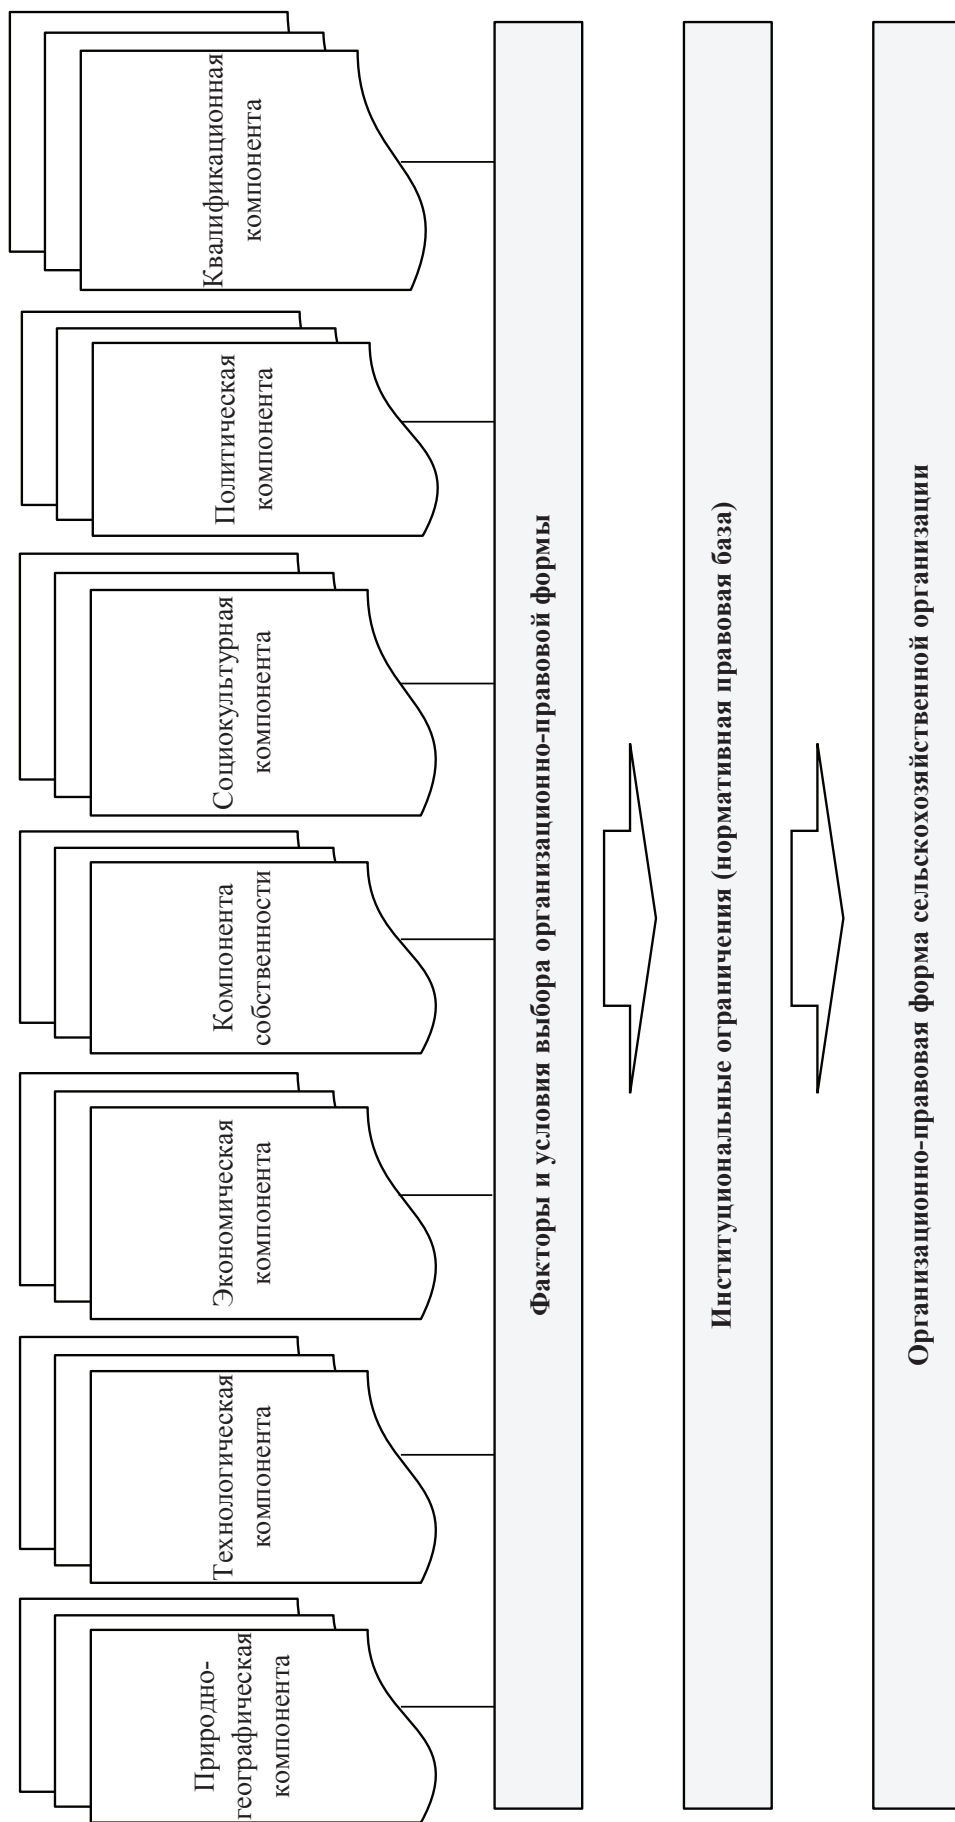 Природно-
географическая
компонента
Технологическая
компонента
Экономическая
компонента
Компонента
собственности
Социокультурная
компонента
Политическая
компонента
Квалификационная
компонента
Факторы и условия выбора организационно-правовой формы
Институциональные ограничения (нормативная правовая база)
Организационно-правовая форма сельскохозяйственной организации